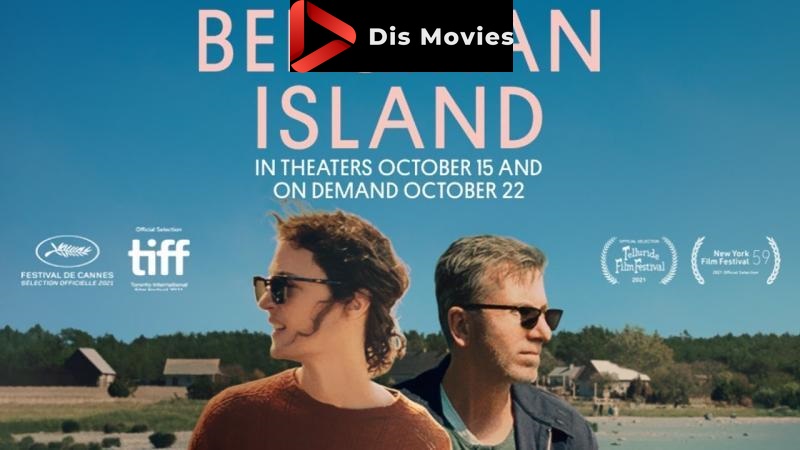 BE AN
Dis Movies
ISLAND
IN THEATERS OCTOBER 15 AND
ON DEMAND OCTOBER 22
FESTIVAL DE CANNES
SÉLECTION OFFICIELLE 2021
Official Selection
tiff
Toronto International
OFFICIAL SELECTION
Telluride
Film Festival
2021
New York
Film Festival 59
2021 Official Selection